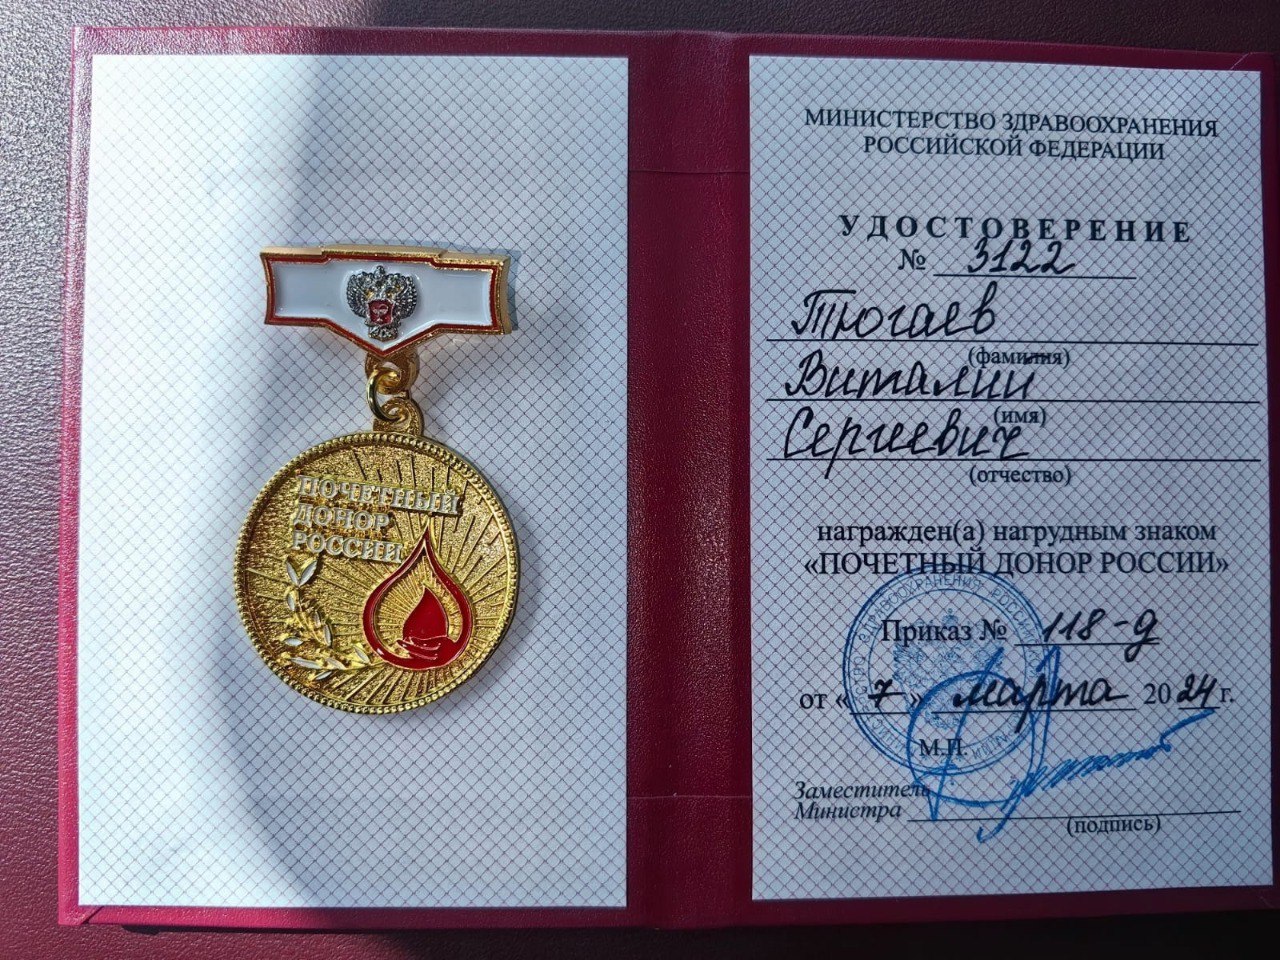 ПОЧЕТНЫЙ
ДОНОР
РОССИИ
МИНИСТЕРСТВО ЗДРАВООХРАНЕНИЯ
РОССИЙСКОЙ ФЕДЕРАЦИИ
УДОСТОВЕРЕНИЕ
№ 3122
Тюгаев
(фамилия)
Виталий
(имя)
Сергеевич
(отчество)
награжден(а) нагрудным знаком
«ПОЧЕТНЫЙ ДОНОР РОССИИ»
Приказ № 118-д
от «7» марта 2024 г.
М.П.
Заместитель
Министра
(подпись)